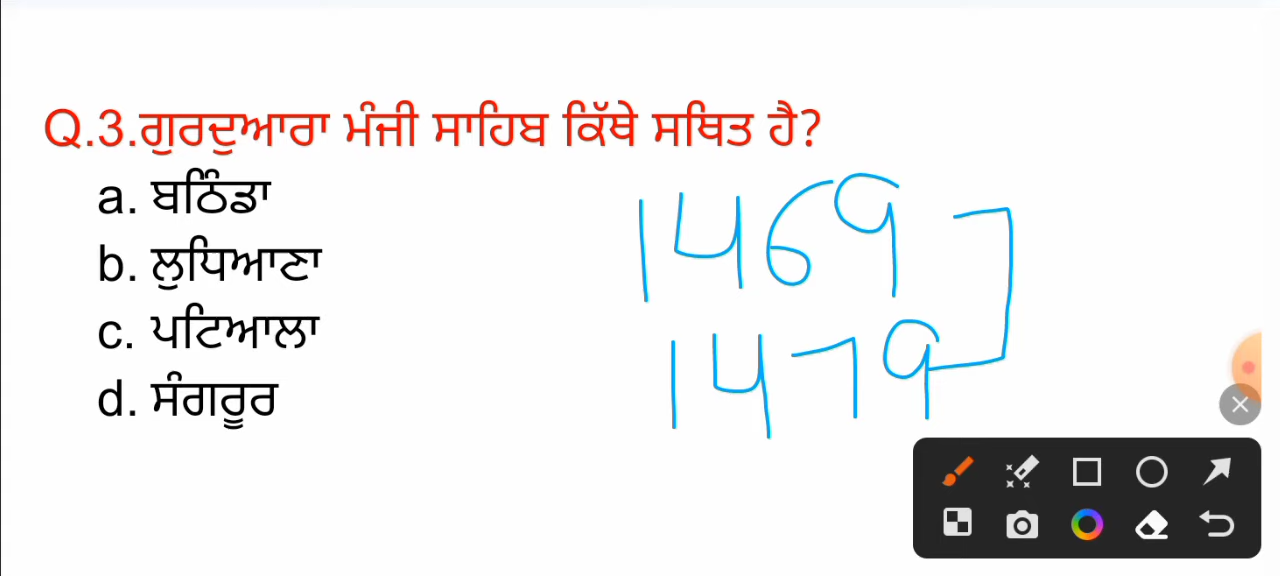 Q.3.ਗੁਰਦੁਆਰਾ ਮੰਜੀ ਸਾਹਿਬ ਕਿੱਥੇ ਸਥਿਤ ਹੈ?
a. ਬਠਿੰਡਾ
b. ਲੁਧਿਆਣਾ
c. ਪਟਿਆਲਾ
d. ਸੰਗਰੂਰ
1469
1479